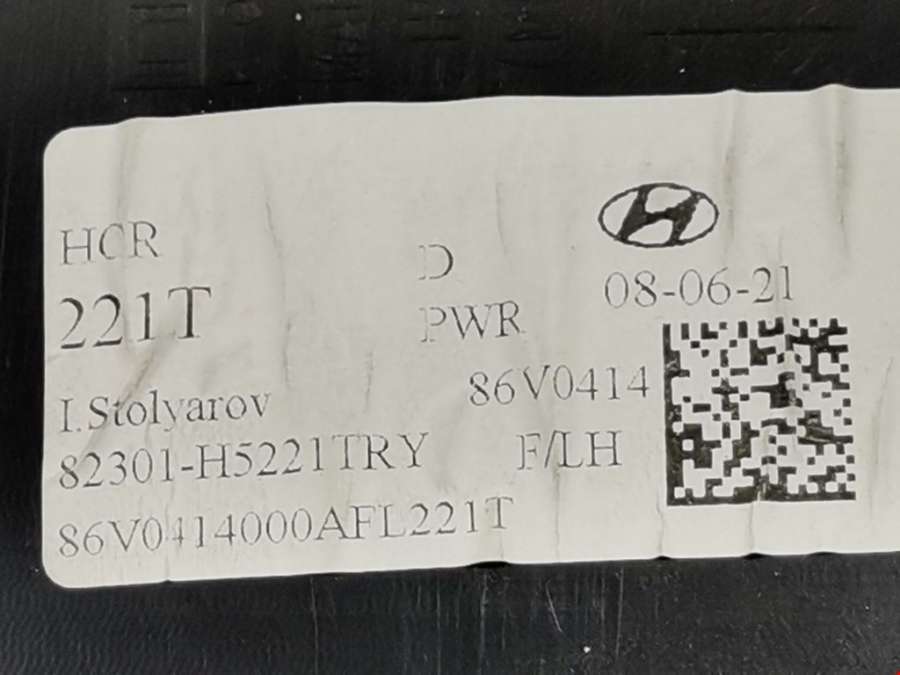 HCR D
221T PWR 08-06-21
I.Stolyarov 86V0414
82301-H5221TRY F/LH
86V0414000AFL221T